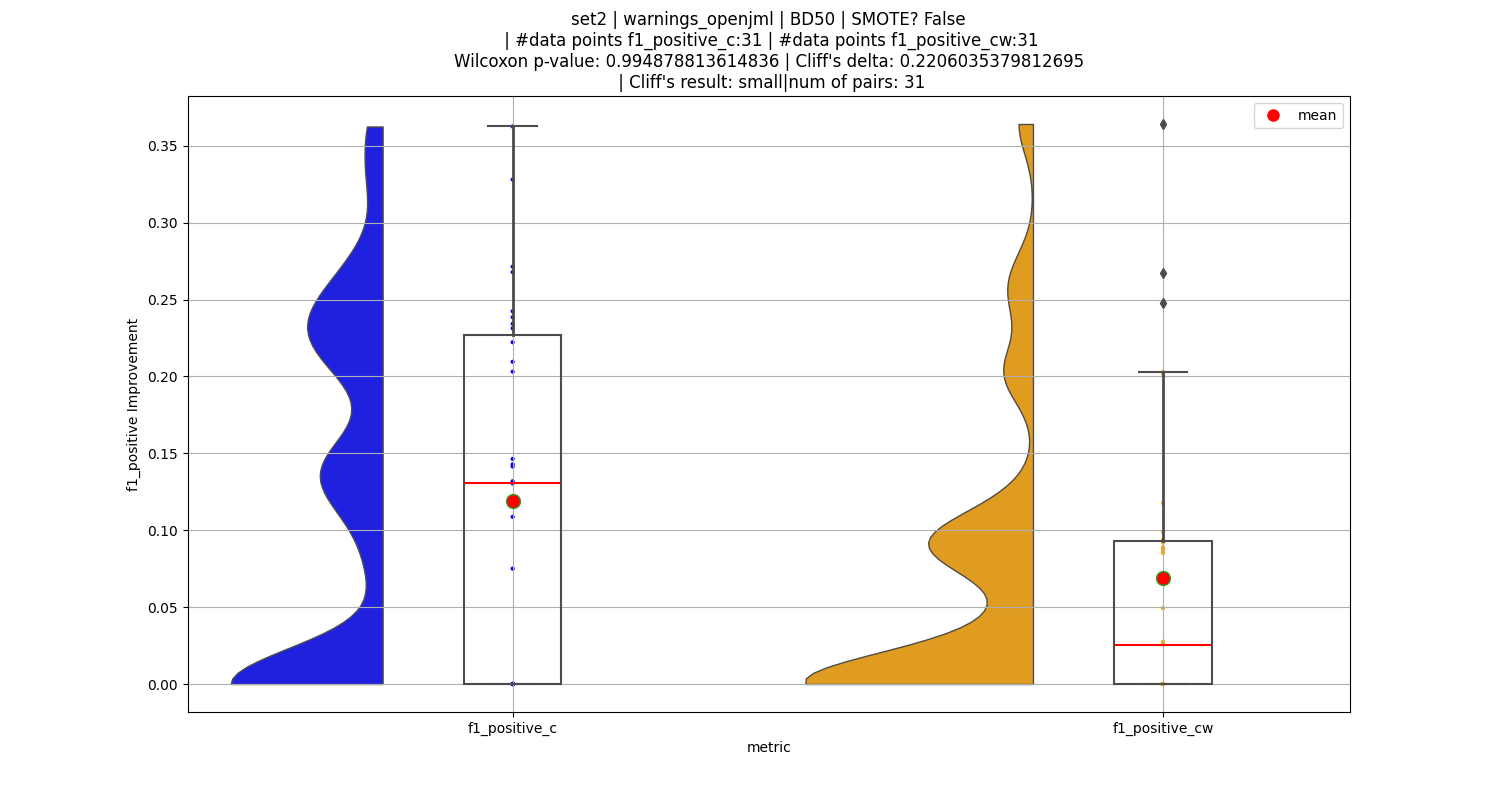 set2 | warnings_openjml | BD50 | SMOTE? False
| #data points f1_positive_c:31 | #data points f1_positive_cw:31
Wilcoxon p-value: 0.994878813614836 | Cliff's delta: 0.2206035379812695
| Cliff's result: small|num of pairs: 31
mean
f1_positive Improvement
0.35
0.30
0.25
0.20
0.15
0.10
0.05
0.00
f1_positive_c
f1_positive_cw
metric